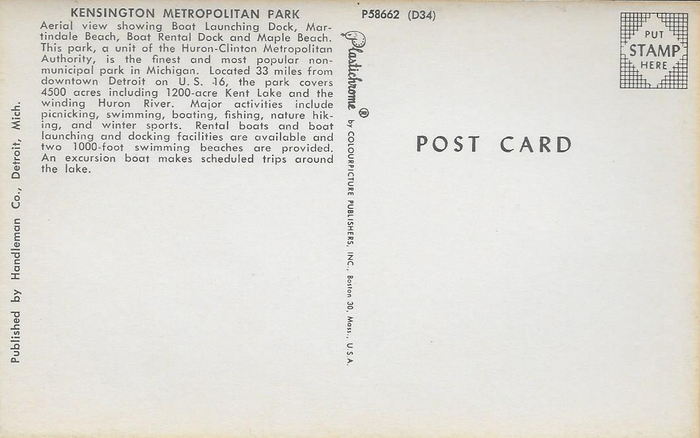 KENSINGTON METROPOLITAN PARK
Aerial view showing Boat Launching Dock, Mar-
tindale Beach, Boat Rental Dock and Maple Beach.
This park, a unit of the Huron-Clinton Metropolitan
Authority, is the finest and most popular non-
municipal park in Michigan. Located 33 miles from
downtown Detroit on U. S. 16, the park covers
4500 acres including 1200-acre Kent Lake and the
winding Huron River. Major activities include
picnicking, swimming, boating, fishing, nature hik-
ing, and winter sports. Rental boats and boat
launching and docking facilities are available and
two 1000-foot swimming beaches are provided.
An excursion boat makes scheduled trips around
the lake.
Published by Handleman Co., Detroit, Mich.
P58662 (D34)
Plastichrome ® by COLOURPICTURE PUBLISHERS, INC., Boston 30, Mass., U.S.A.
POST CARD
PUT
STAMP
HERE